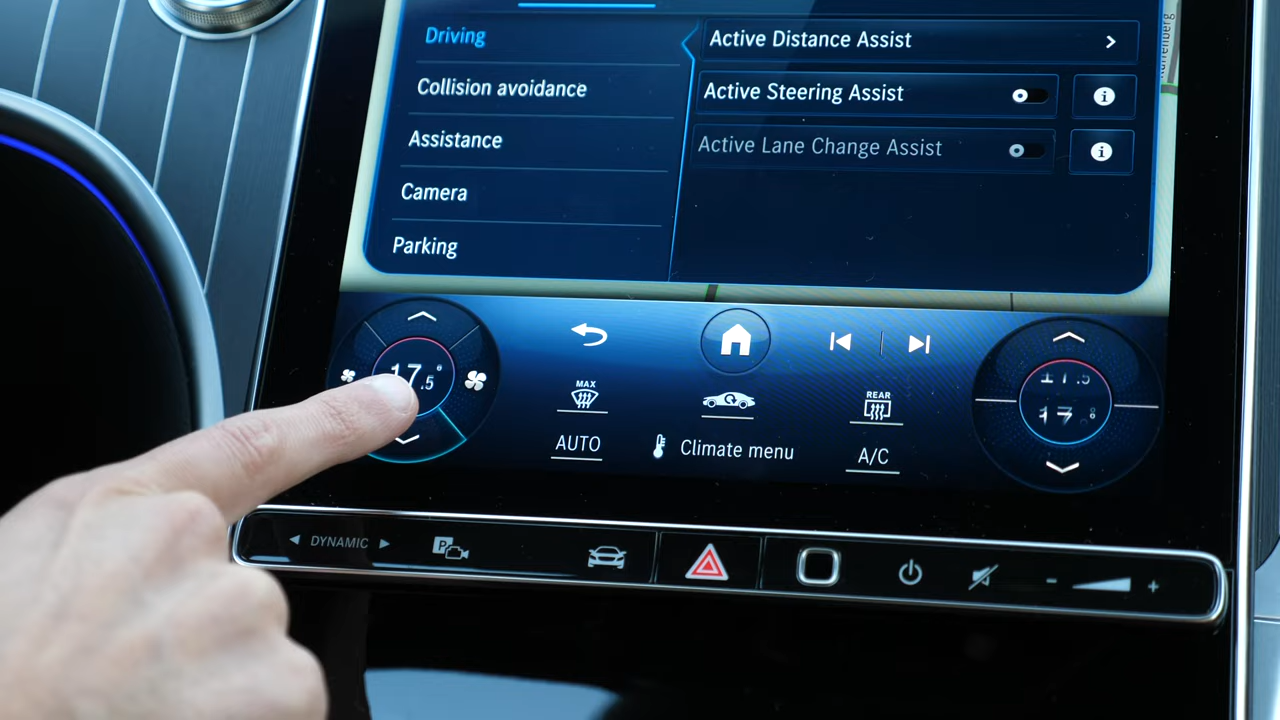 Driving
Collision avoidance
Assistance
Camera
Parking
Active Distance Assist
Active Steering Assist
Active Lane Change Assist
17.5
MAX
REAR
AUTO
Climate menu
A/C
DYNAMIC
P
- +